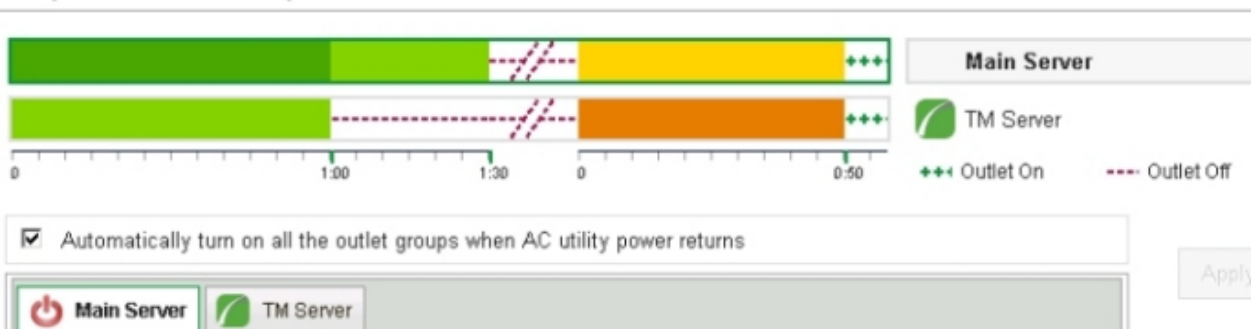 Main Server
TM Server
0 1:00 1:30 0 0:50 Outlet On Outlet Off
Automatically turn on all the outlet groups when AC utility power returns
Apply
Main Server TM Server